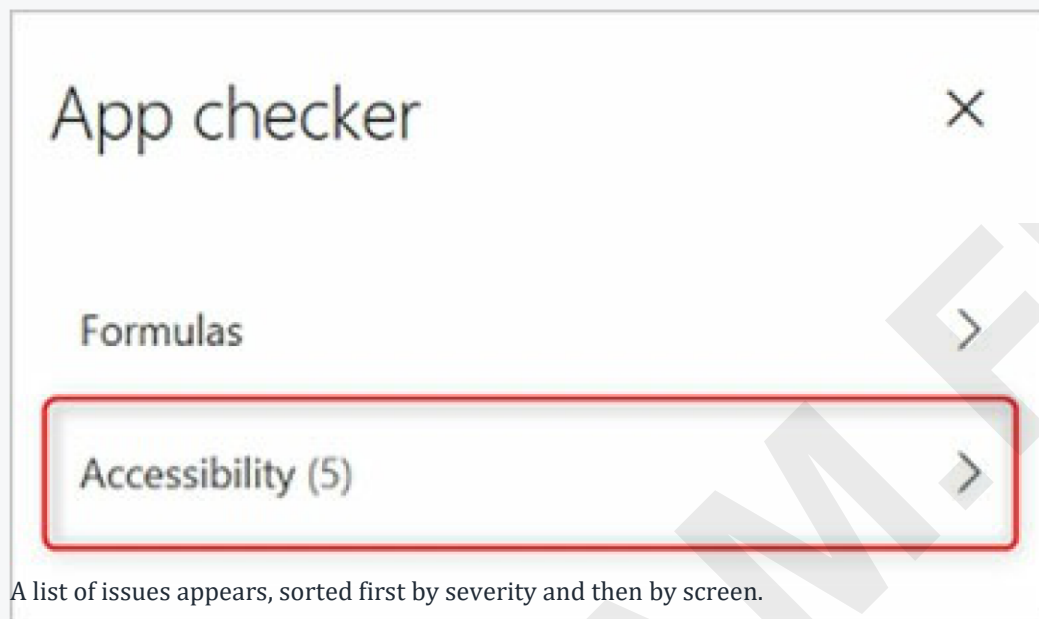 App checker
Formulas
Accessibility (5)
A list of issues appears, sorted first by severity and then by screen.